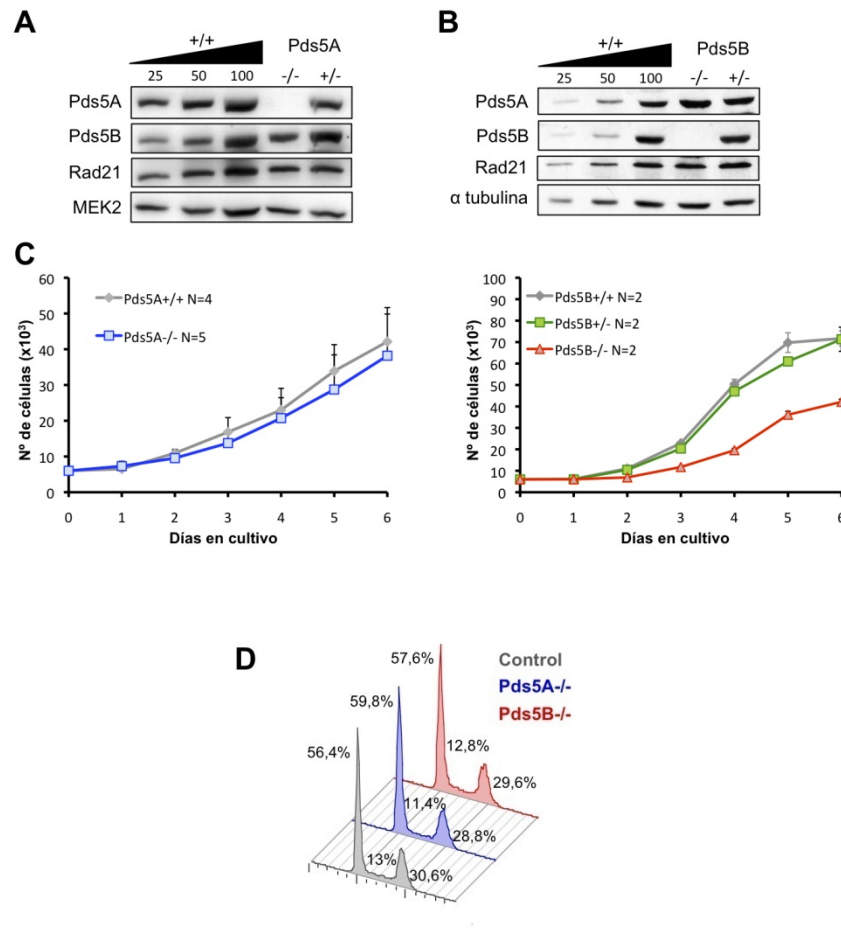 A
+/+
Pds5A
25 50 100 -/- +/-
Pds5A
Pds5B
Rad21
MEK2
B
+/+
Pds5B
25 50 100 -/- +/-
Pds5A
Pds5B
Rad21
α tubulina
C
60
50
40
30
20
10
0
Nº de células (x10³)
Pds5A+/+ N=4
Pds5A-/- N=5
0 1 2 3 4 5 6
Días en cultivo
100
90
80
70
60
50
40
30
20
10
0
Nº de células (x10³)
Pds5B+/+ N=2
Pds5B+/- N=2
Pds5B-/- N=2
0 1 2 3 4 5 6
Días en cultivo
D
Control
Pds5A-/-
Pds5B-/-
57,6%
12,8%
29,6%
59,8%
11,4%
28,8%
56,4%
13%
30,6%